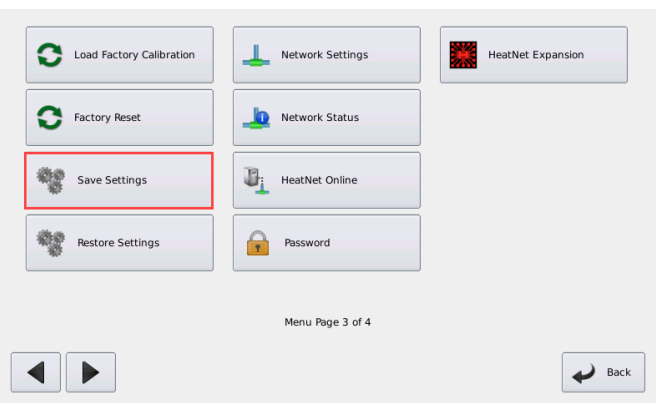 Load Factory Calibration
Network Settings
HeatNet Expansion
Factory Reset
Network Status
Save Settings
HeatNet Online
Restore Settings
Password
Menu Page 3 of 4
Back